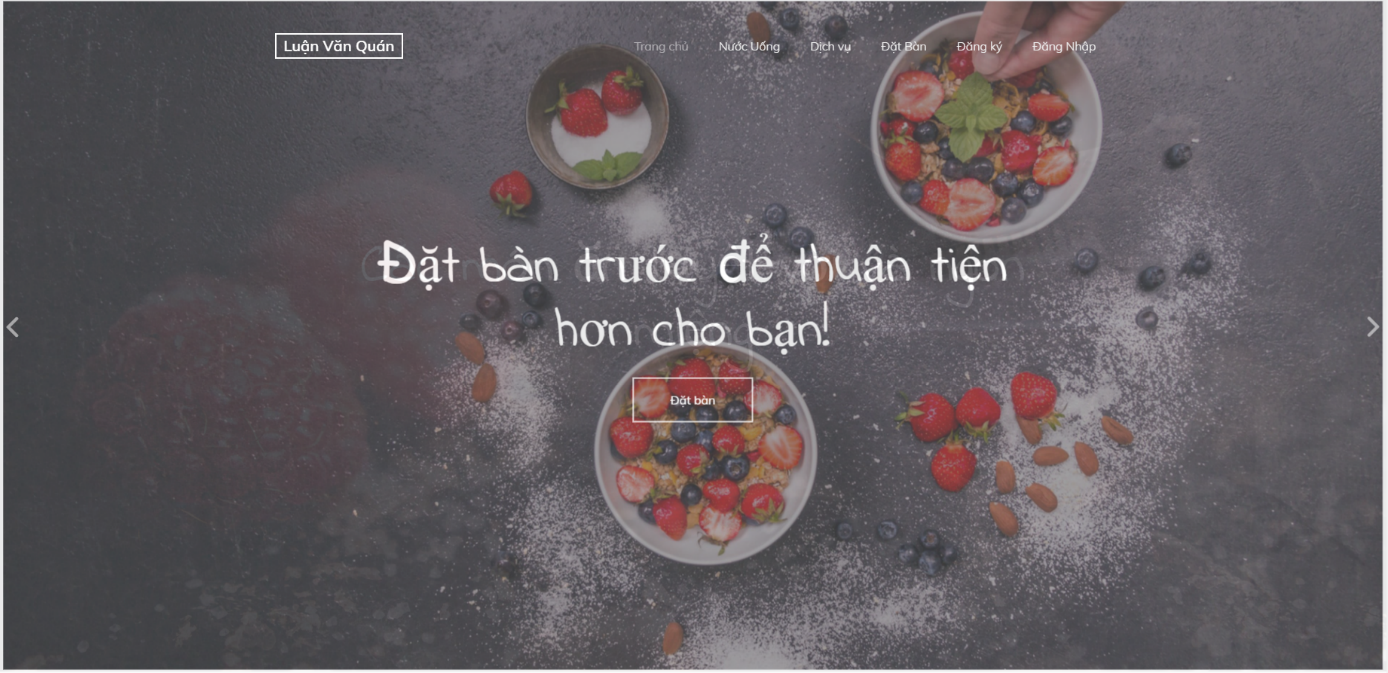 Luận Văn Quán
Trang chủ Nước Uống Dịch vụ Đặt Bàn Đăng ký Đăng Nhập
Đặt bàn trước để thuận tiện
hơn cho bạn!
Đặt bàn